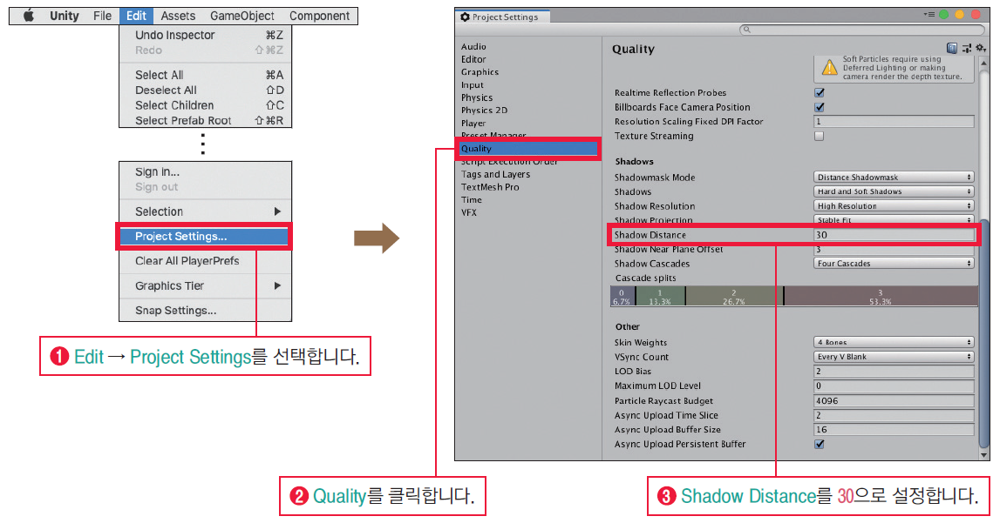 Unity File Edit Assets GameObject Component
Undo Inspector ⌘Z
Redo ⇧⌘Z
Select All ⌘A
Deselect All ⇧D
Select Children ⇧C
Select Prefab Root ⇧⌘R
Sign in...
Sign out
Selection
Project Settings...
Clear All PlayerPrefs
Graphics Tier
Snap Settings...
❶ Edit → Project Settings를 선택합니다.
Project Settings
Audio
Editor
Graphics
Input
Physics
Physics 2D
Player
Preset Manager
Quality
Script Execution Order
Tags and Layers
TextMesh Pro
Time
VFX
❷ Quality를 클릭합니다.
Quality
Soft Particles require using
Deferred Lighting or making
camera render the depth texture.
Realtime Reflection Probes
Billboards Face Camera Position
Resolution Scaling Fixed DPI Factor 1
Texture Streaming
Shadows
Shadowmask Mode Distance Shadowmask
Shadows Hard and Soft Shadows
Shadow Resolution High Resolution
Shadow Projection Stable Fit
Shadow Distance 30
Shadow Near Plane Offset 3
Shadow Cascades Four Cascades
Cascade splits
0 1 2 3
6.7% 13.3% 26.7% 53.3%
Other
Skin Weights 4 Bones
VSync Count Every V Blank
LOD Bias 2
Maximum LOD Level 0
Particle Raycast Budget 4096
Async Upload Time Slice 2
Async Upload Buffer Size 16
Async Upload Persistent Buffer
❸ Shadow Distance를 30으로 설정합니다.